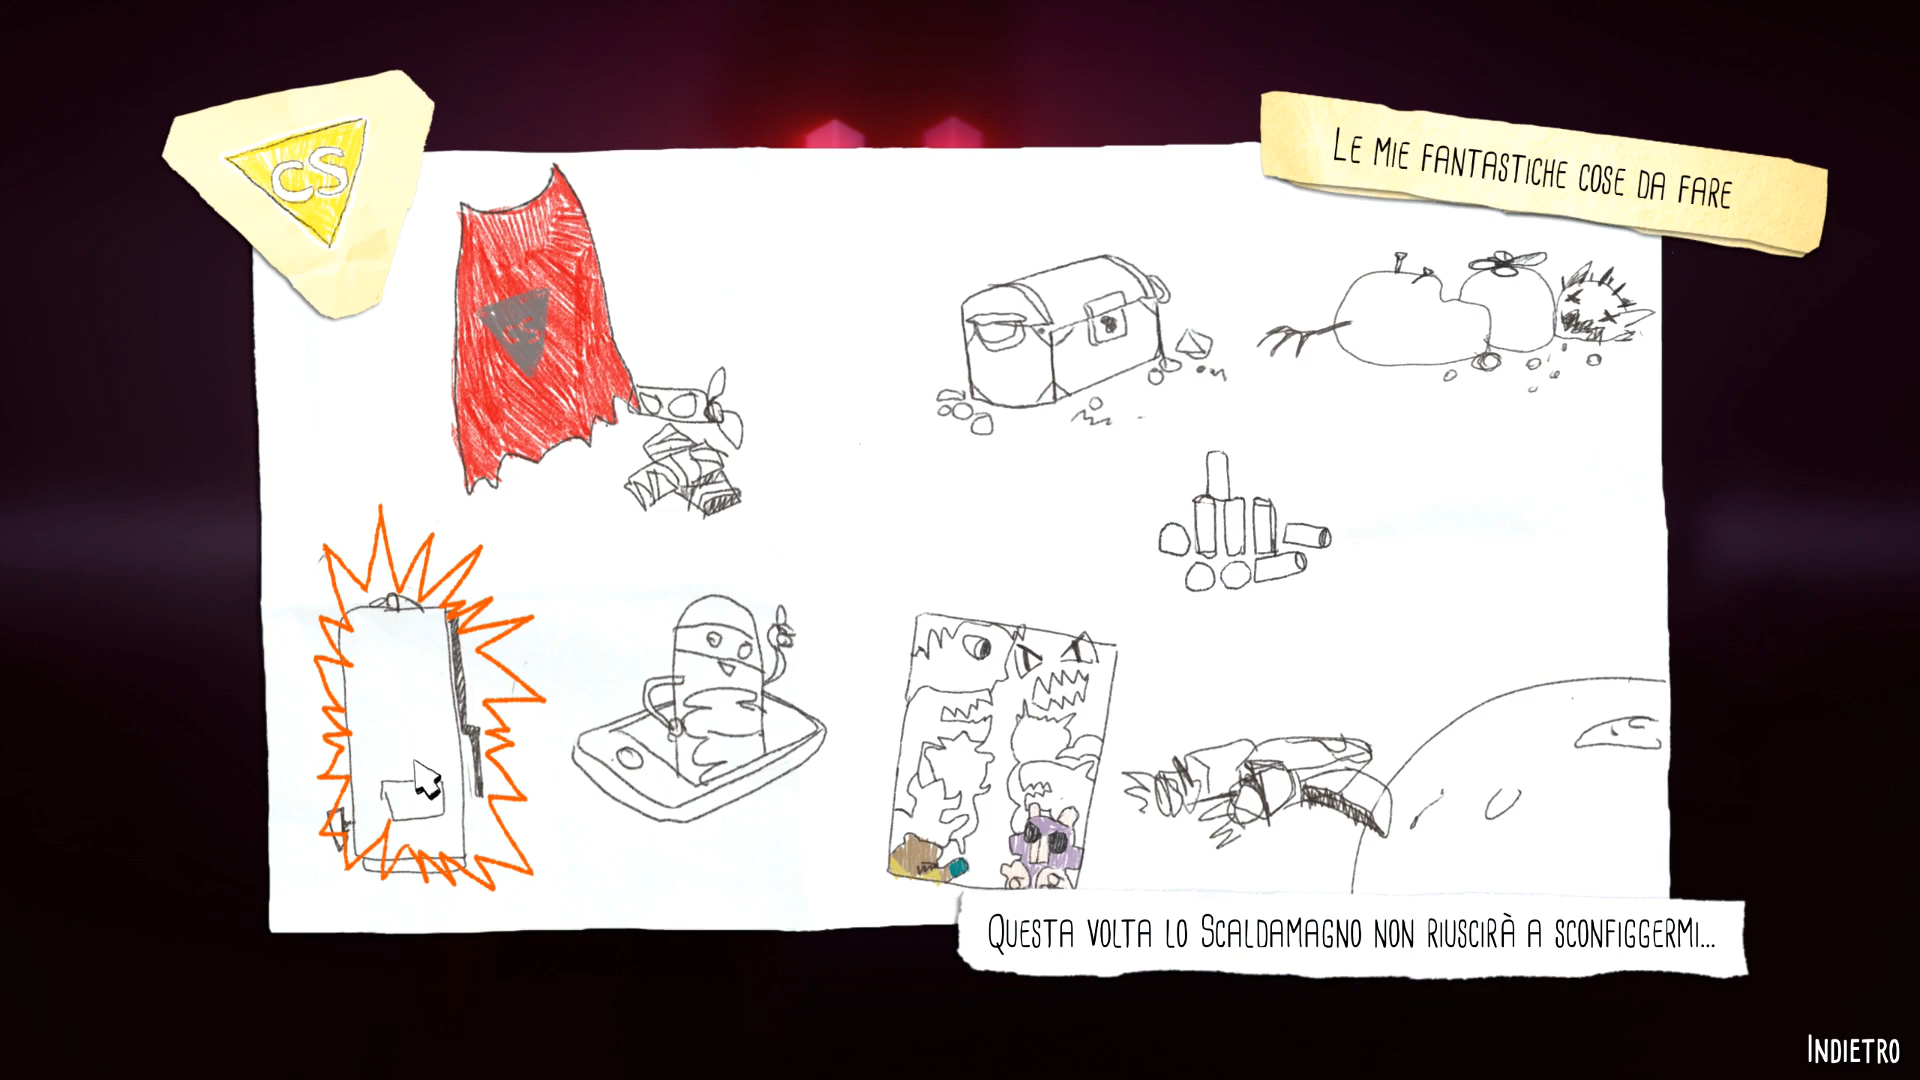 CS
Le mie fantastiche cose da fare
CS
Questa volta lo Scaldamagno non riuscirà a sconfiggermi...
Indietro